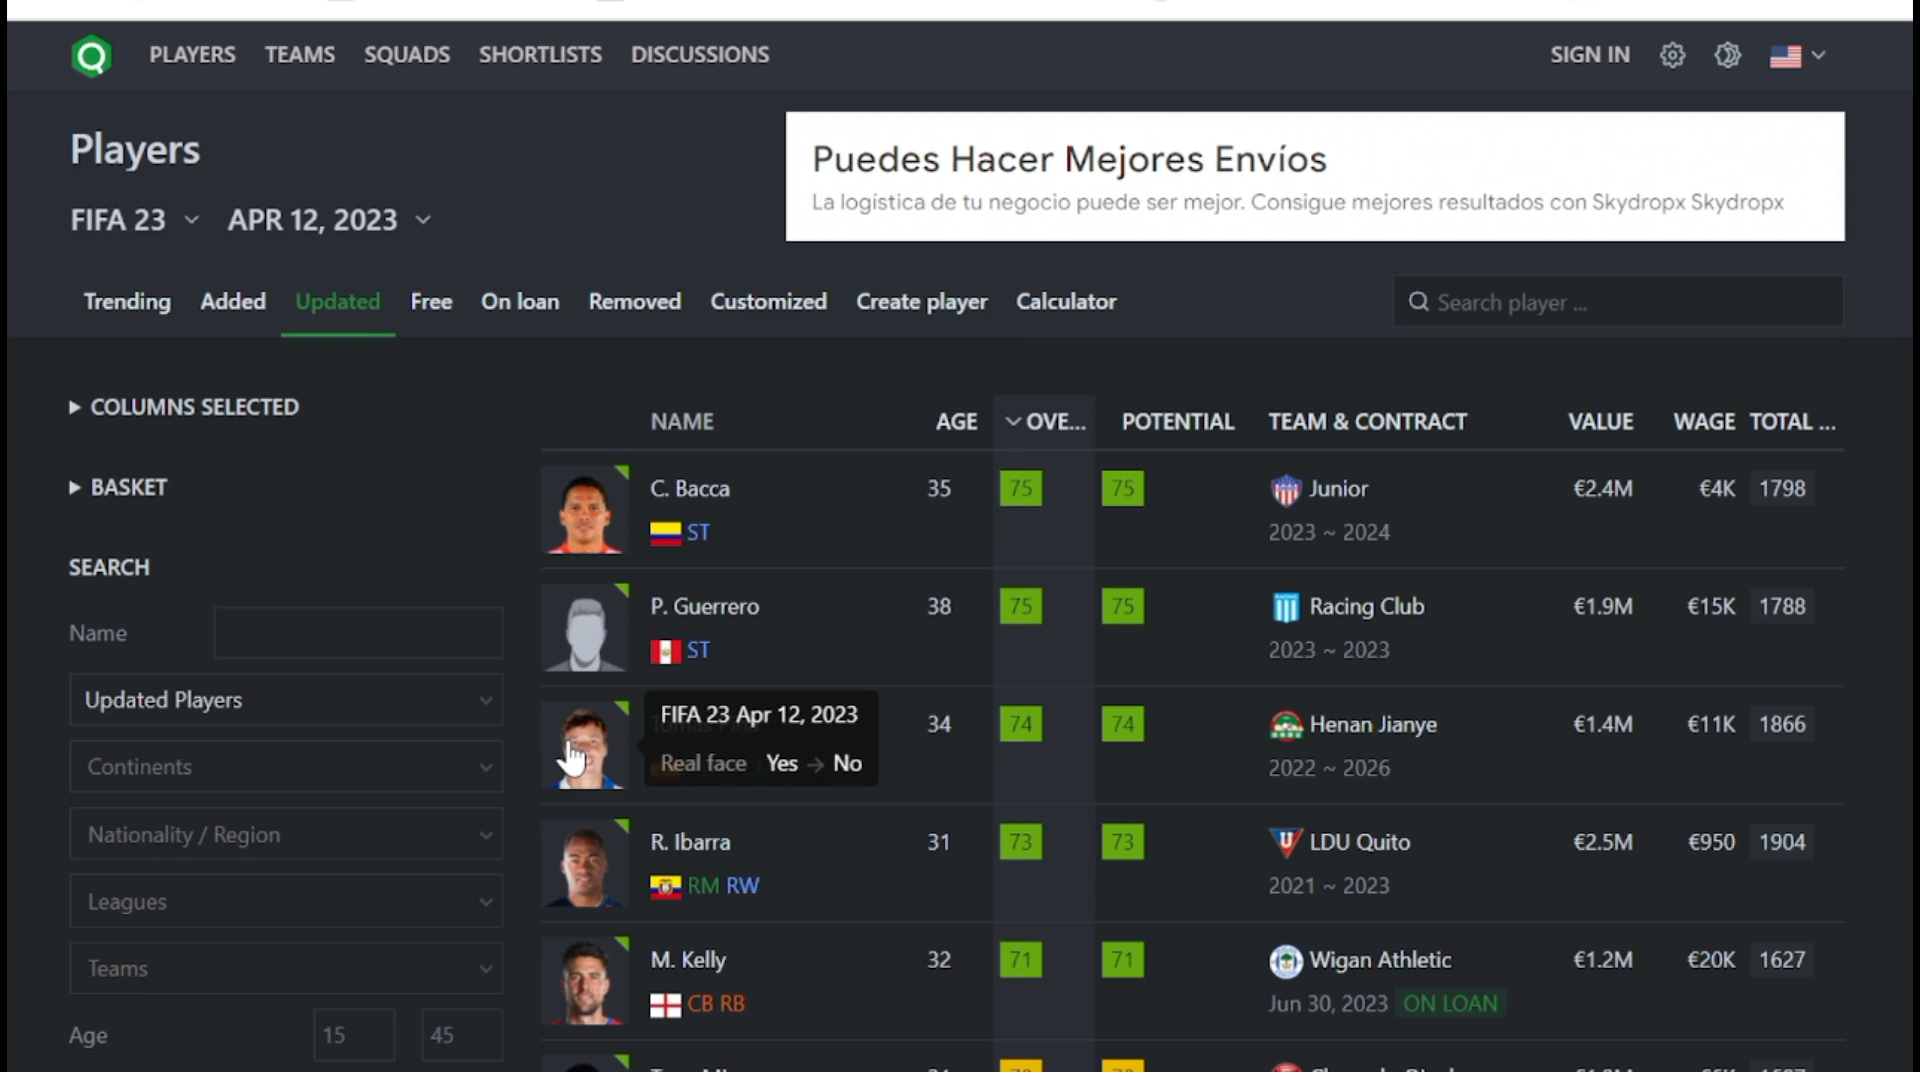 PLAYERS TEAMS SQUADS SHORTLISTS DISCUSSIONS SIGN IN
Players
Puedes Hacer Mejores Envíos
La logística de tu negocio puede ser mejor. Consigue mejores resultados con Skydropx Skydropx
FIFA 23 APR 12, 2023
Trending Added Updated Free On loan Removed Customized Create player Calculator Search player ...
COLUMNS SELECTED
BASKET
SEARCH
Name
Updated Players
Continents
Nationality / Region
Leagues
Teams
Age 15 45
NAME AGE OVE... POTENTIAL TEAM & CONTRACT VALUE WAGE TOTAL ...
C. Bacca 35 75 75 Junior €2.4M €4K 1798
ST 2023 ~ 2024
P. Guerrero 38 75 75 Racing Club €1.9M €15K 1788
ST 2023 ~ 2023
FIFA 23 Apr 12, 2023 34 74 74 Henan Jianye €1.4M €11K 1866
Real face Yes → No 2022 ~ 2026
R. Ibarra 31 73 73 LDU Quito €2.5M €950 1904
RM RW 2021 ~ 2023
M. Kelly 32 71 71 Wigan Athletic €1.2M €20K 1627
CB RB Jun 30, 2023 ON LOAN